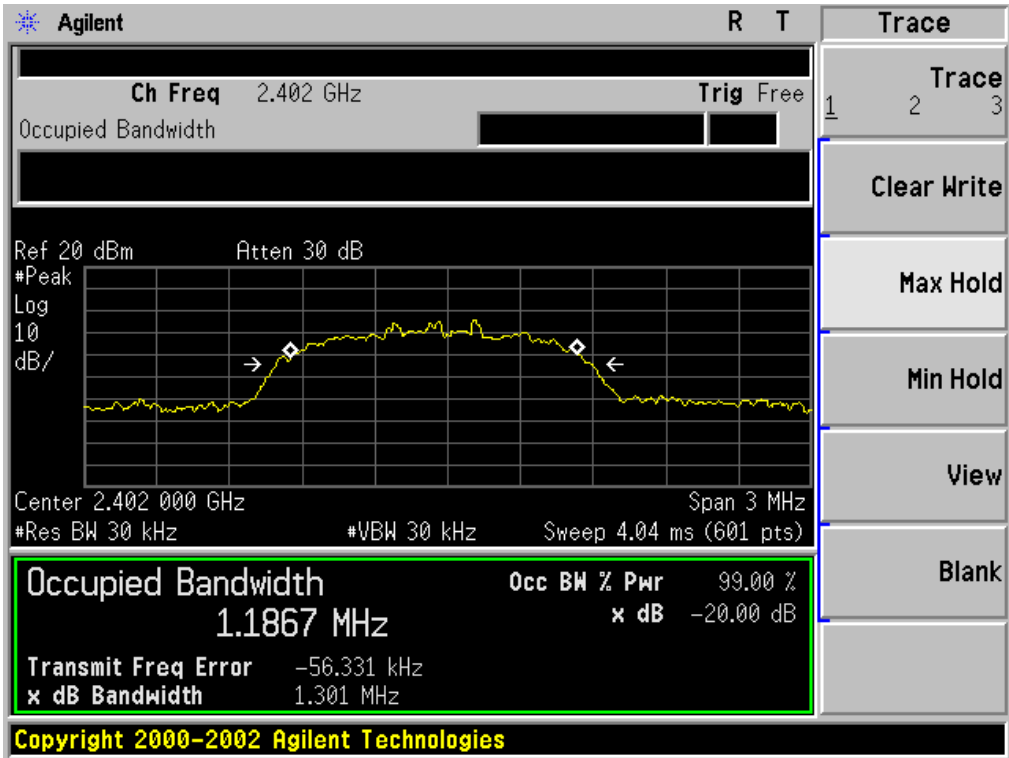 Agilent R T Trace
Ch Freq 2.402 GHz Trig Free
Occupied Bandwidth
Trace
1 2 3
Clear Write
Max Hold
Min Hold
View
Blank
Ref 20 dBm Atten 30 dB
#Peak
Log
10
dB/
Center 2.402 000 GHz Span 3 MHz
#Res BW 30 kHz #VBW 30 kHz Sweep 4.04 ms (601 pts)
Occupied Bandwidth
1.1867 MHz
Occ BW % Pwr 99.00 %
x dB -20.00 dB
Transmit Freq Error -56.331 kHz
x dB Bandwidth 1.301 MHz
Copyright 2000-2002 Agilent Technologies